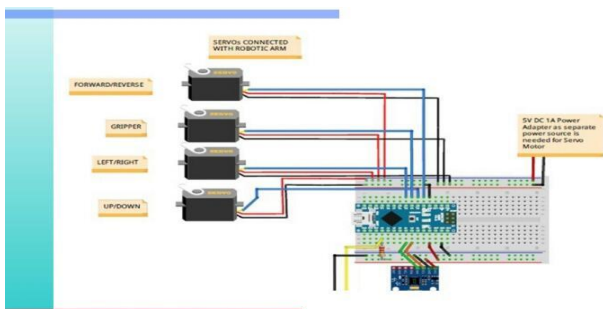 SERVOs CONNECTED
WITH ROBOTIC ARM
FORWARD/REVERSE
GRIPPER
LEFT/RIGHT
UP/DOWN
5V DC 1A Power
Adapter as separate
power source is
needed for Servo
Motor